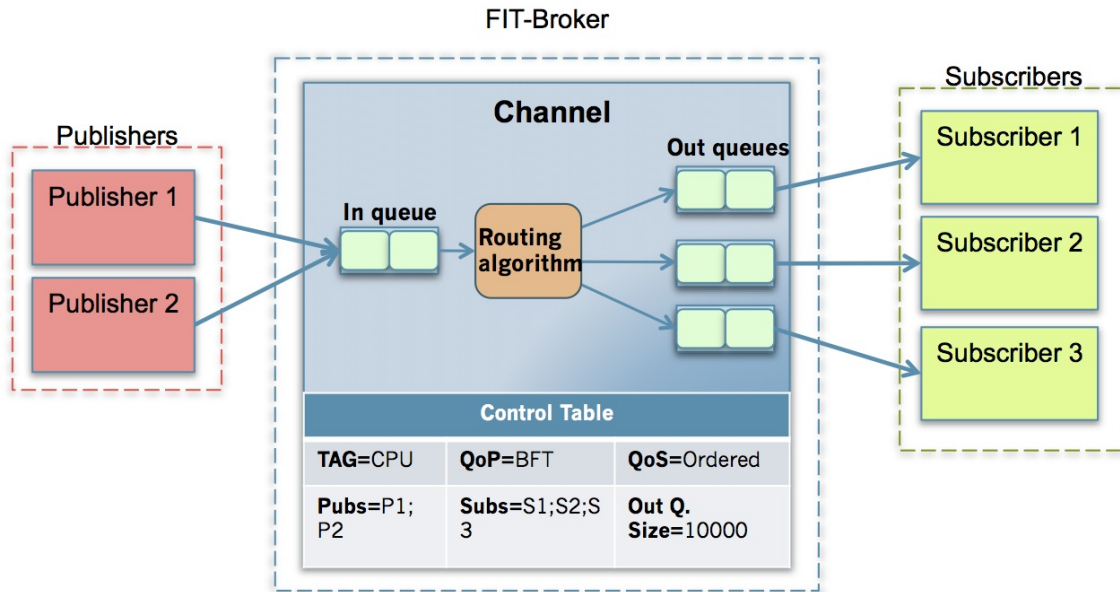 FIT-Broker
Publishers
Publisher 1
Publisher 2
Channel
In queue
Routing
algorithm
Out queues
Subscribers
Subscriber 1
Subscriber 2
Subscriber 3
Control Table
TAG=CPU
QoP=BFT
QoS=Ordered
Pubs=P1;
P2
Subs=S1;S2;S
3
Out Q.
Size=10000